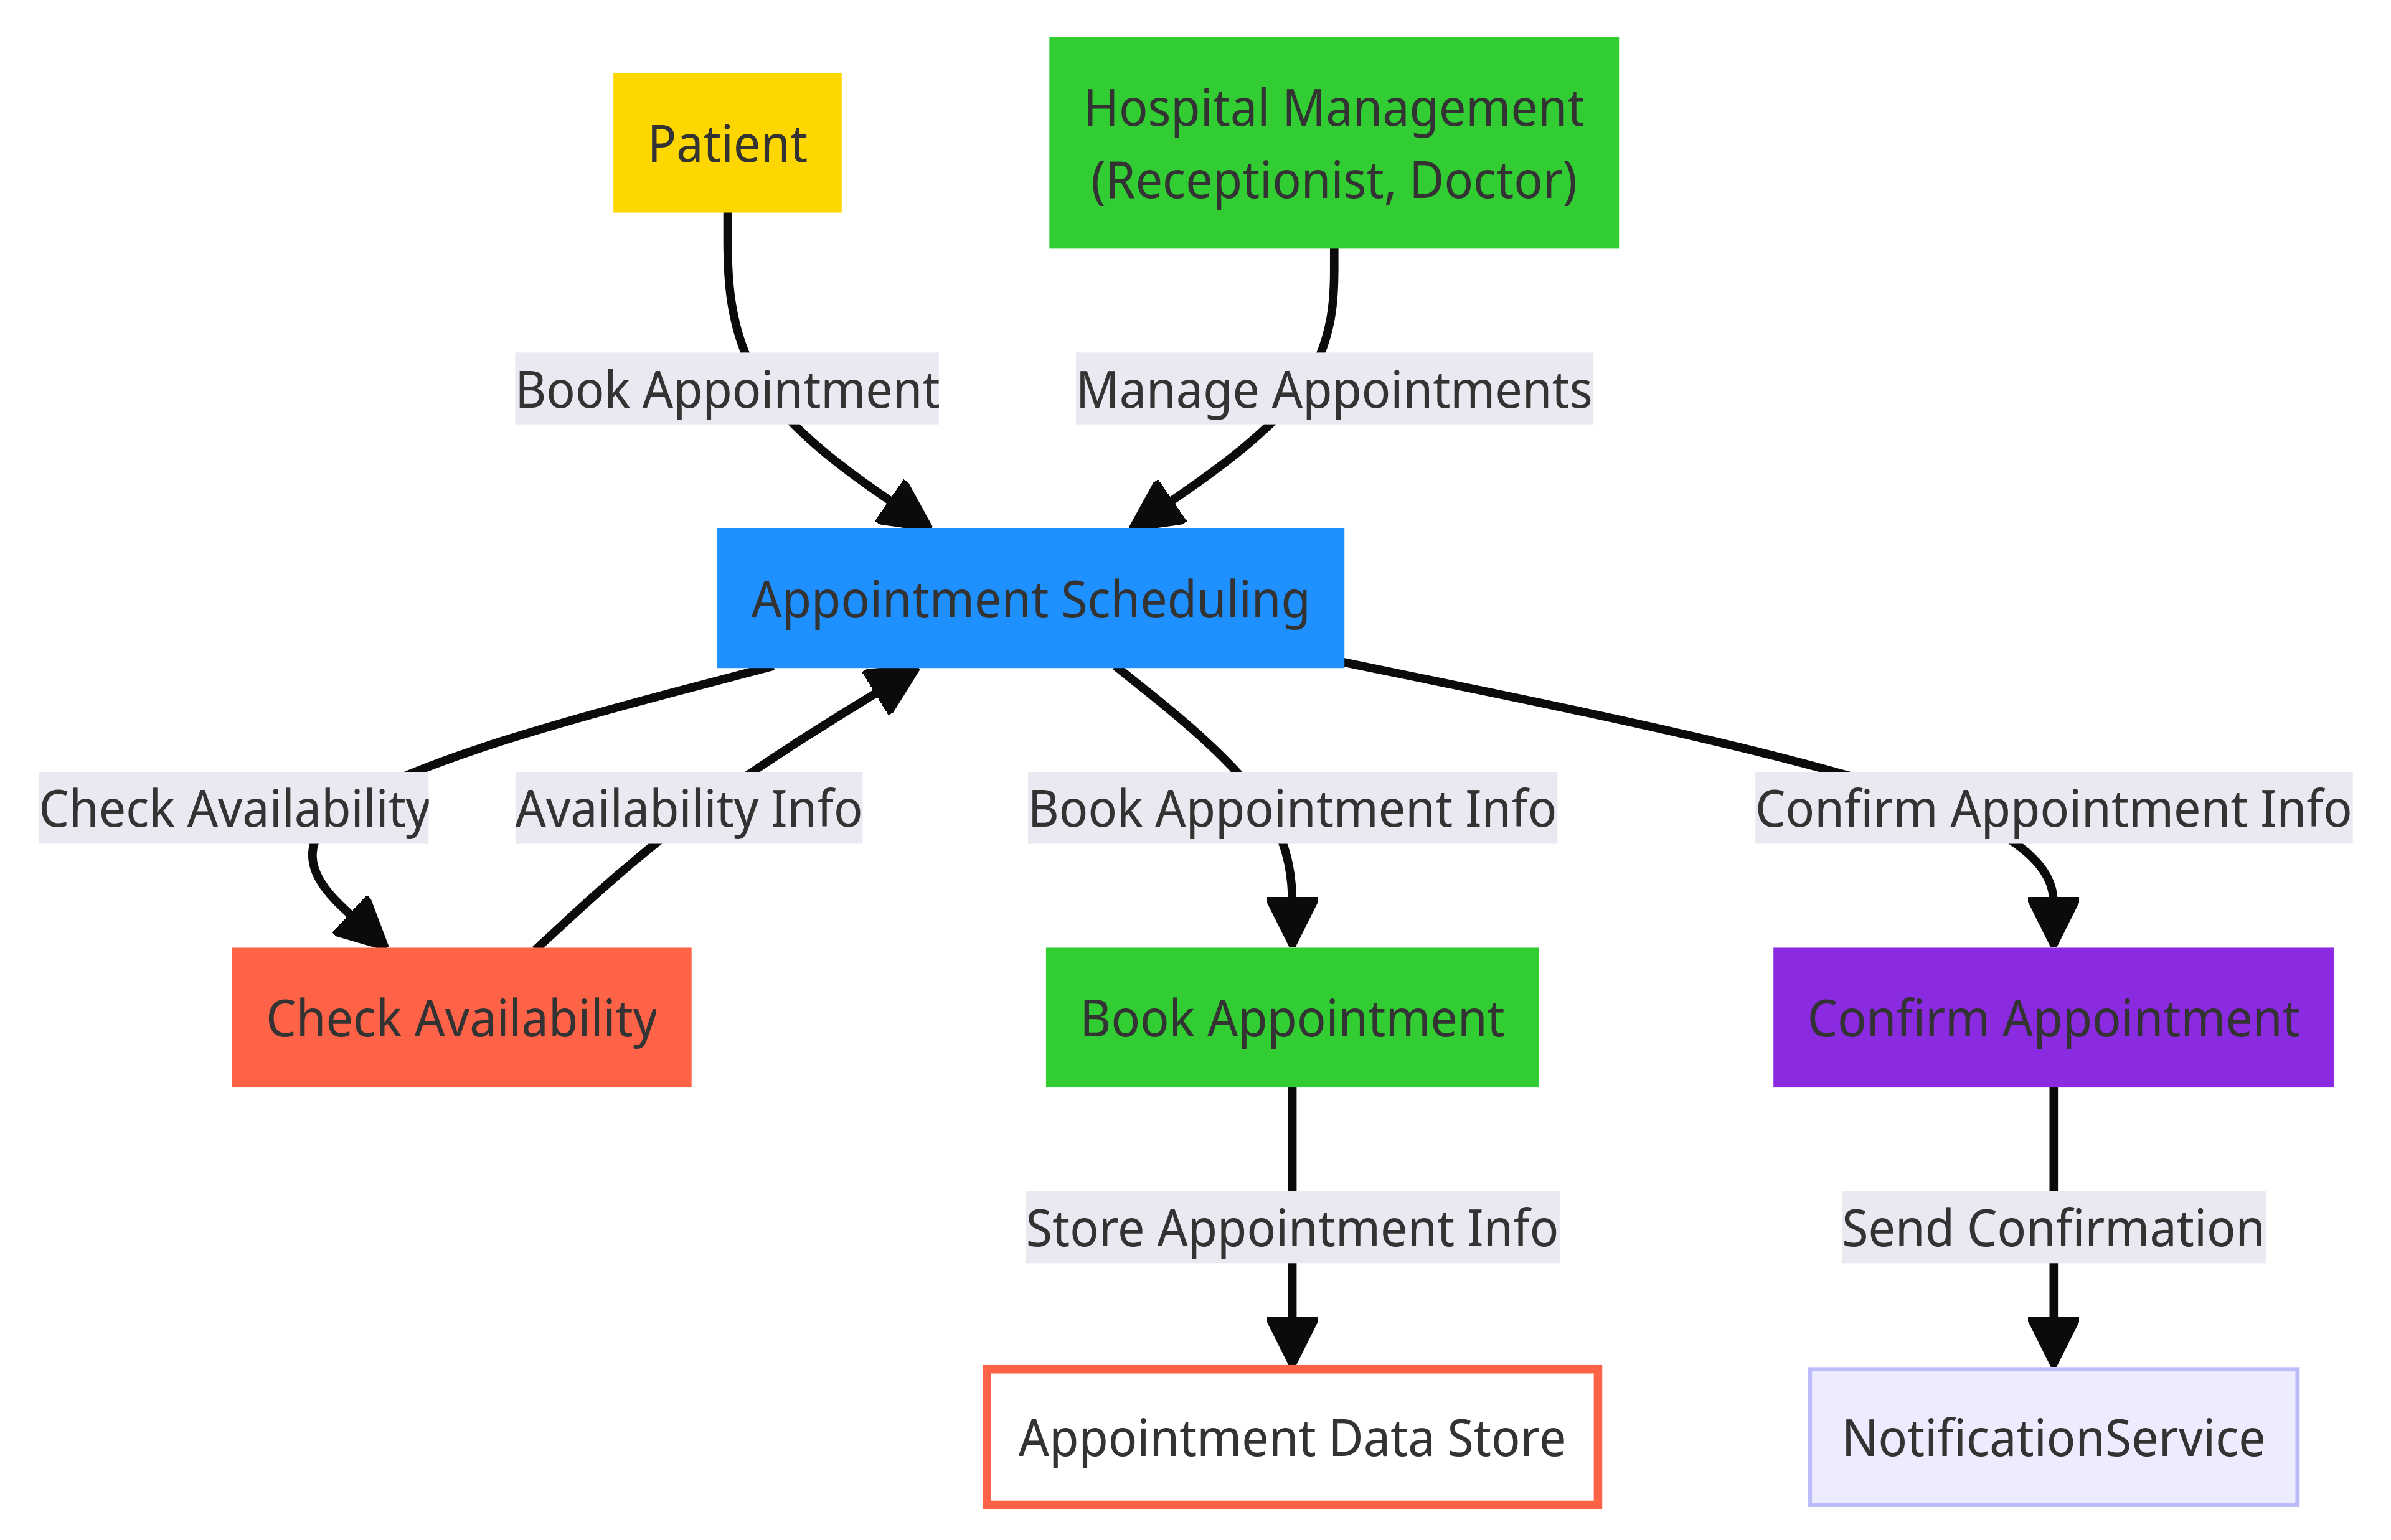 Patient
Hospital Management
(Receptionist, Doctor)
Book Appointment
Manage Appointments
Appointment Scheduling
Check Availability
Availability Info
Book Appointment Info
Confirm Appointment Info
Check Availability
Book Appointment
Confirm Appointment
Store Appointment Info
Send Confirmation
Appointment Data Store
NotificationService